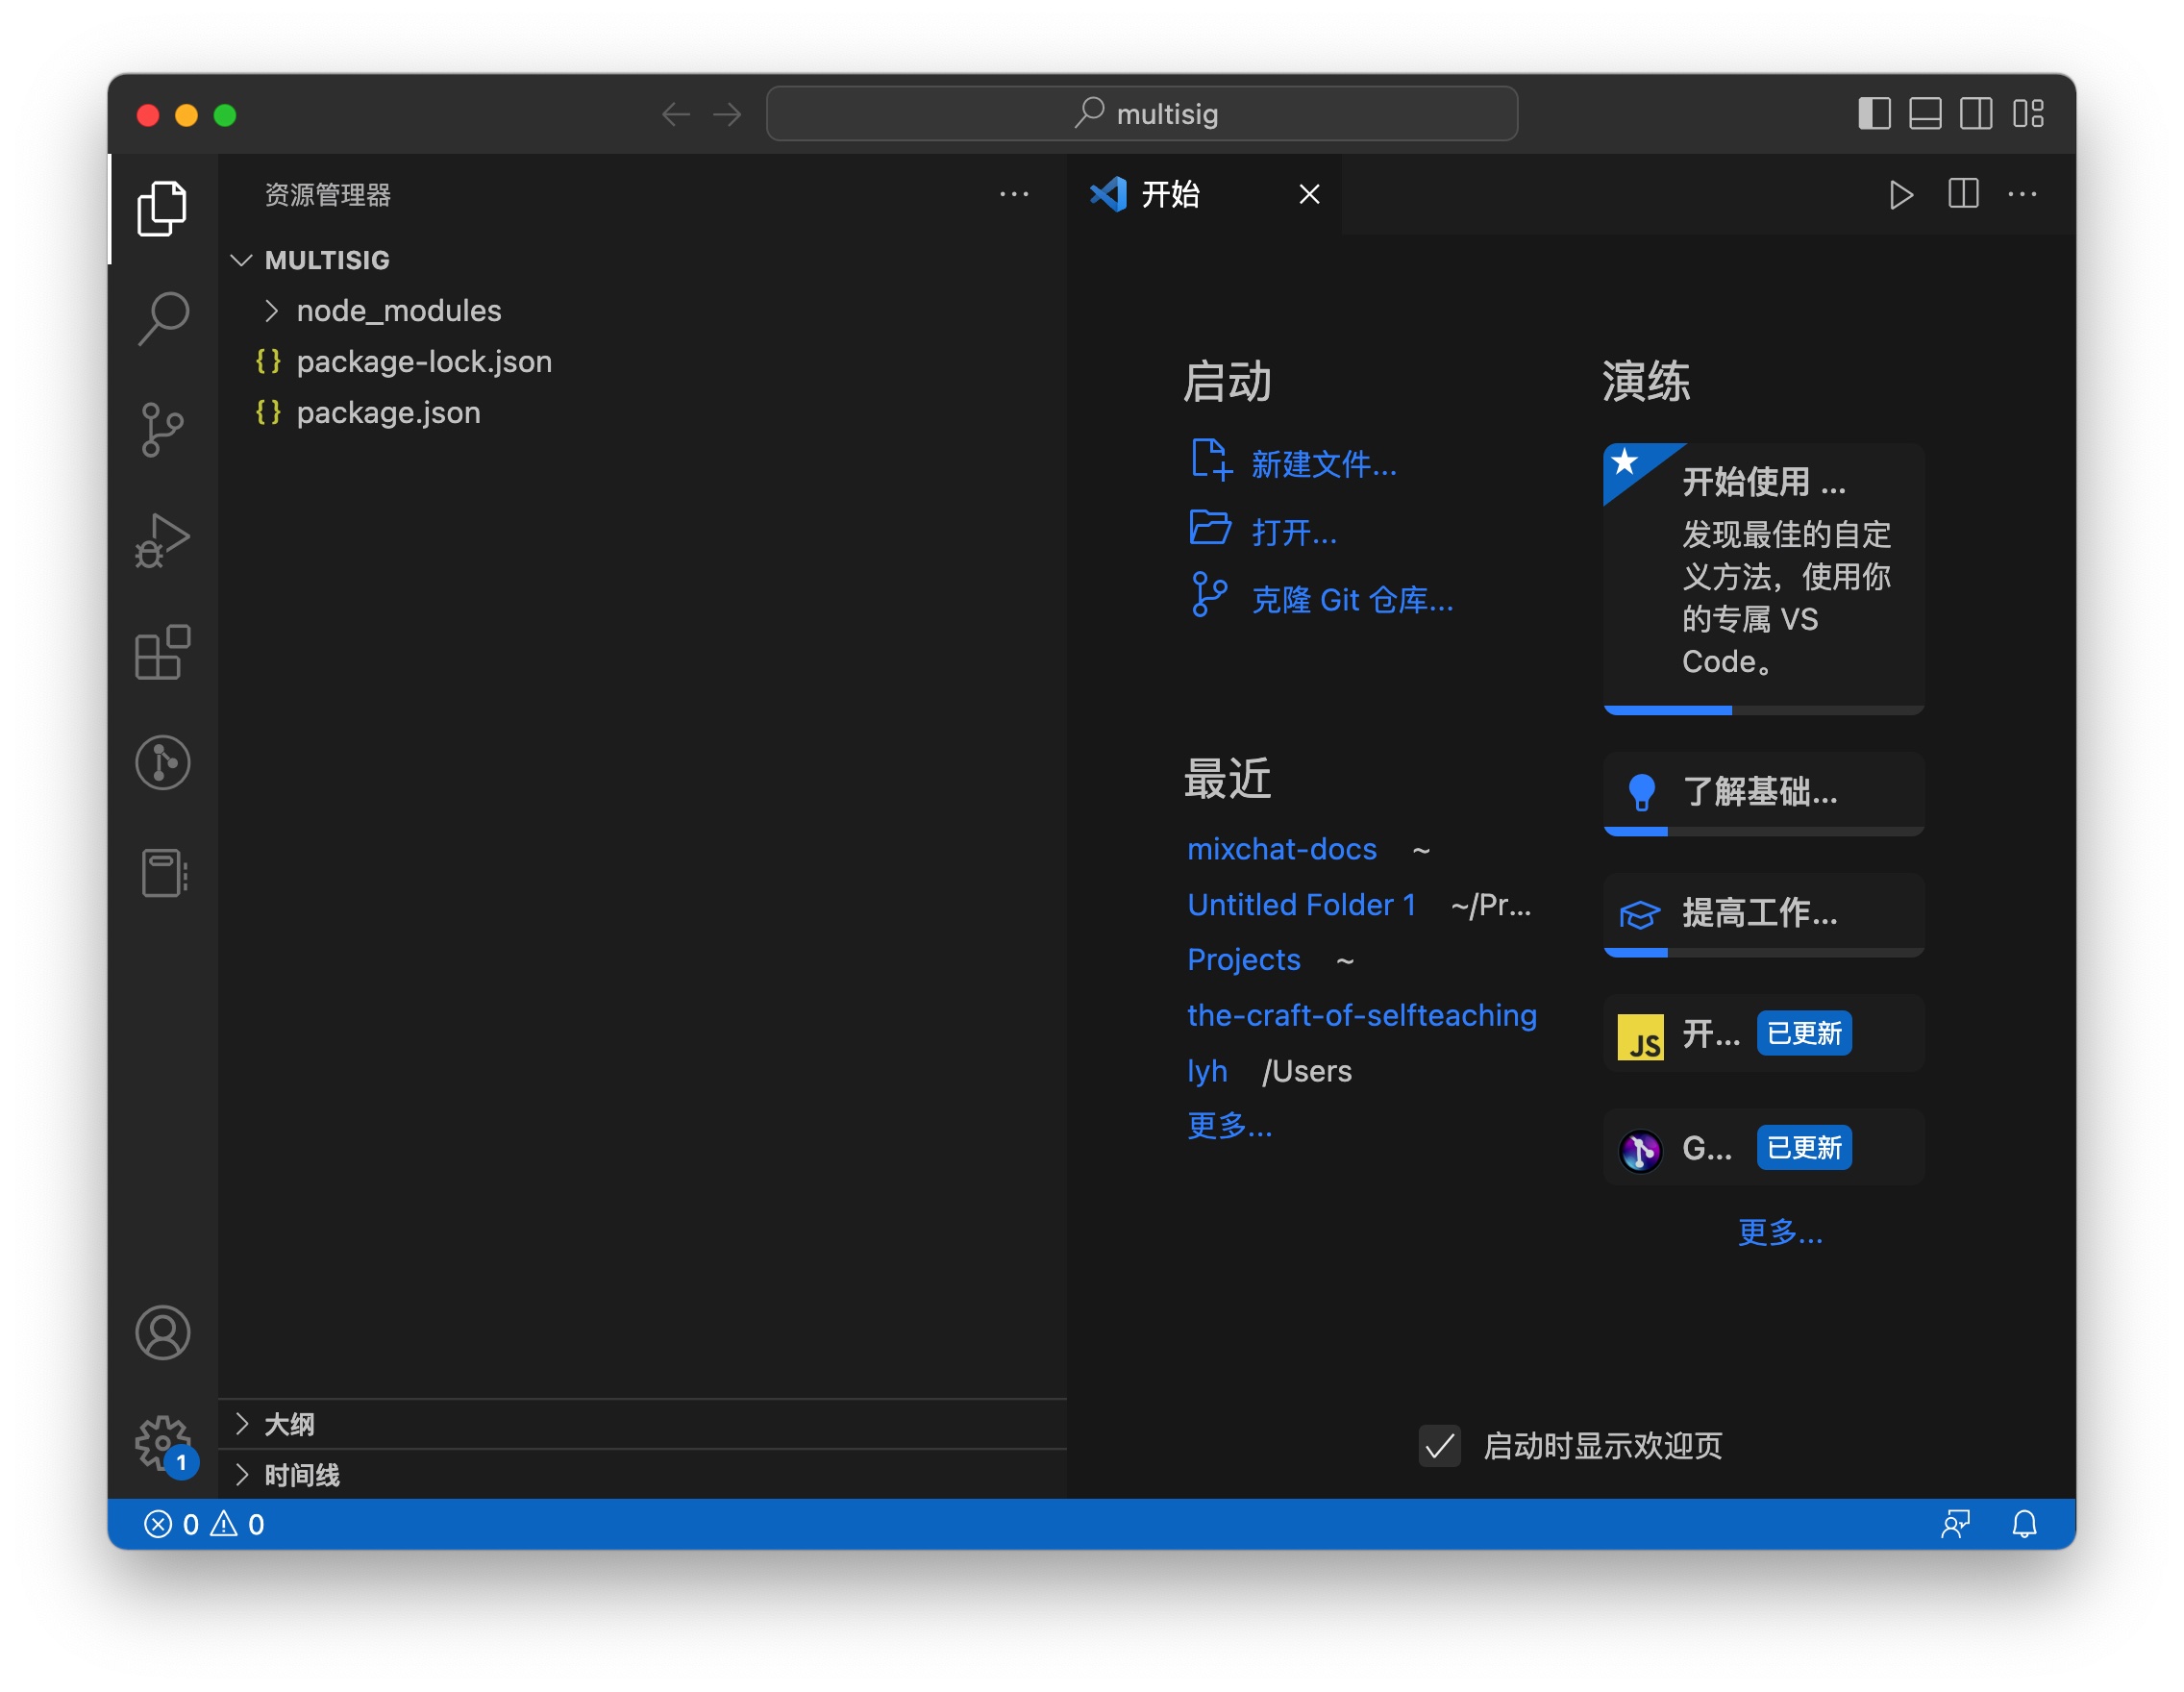 multisig
资源管理器
MULTISIG
node_modules
{} package-lock.json
{} package.json
大纲
时间线
开始
启动
新建文件...
打开...
克隆 Git 仓库...
最近
mixchat-docs ~
Untitled Folder 1 ~/Pr...
Projects ~
the-craft-of-selfteaching
lyh /Users
更多...
演练
开始使用 ...
发现最佳的自定
义方法，使用你
的专属 VS
Code。
了解基础...
提高工作...
JS 开... 已更新
G... 已更新
更多...
启动时显示欢迎页
1
0 0